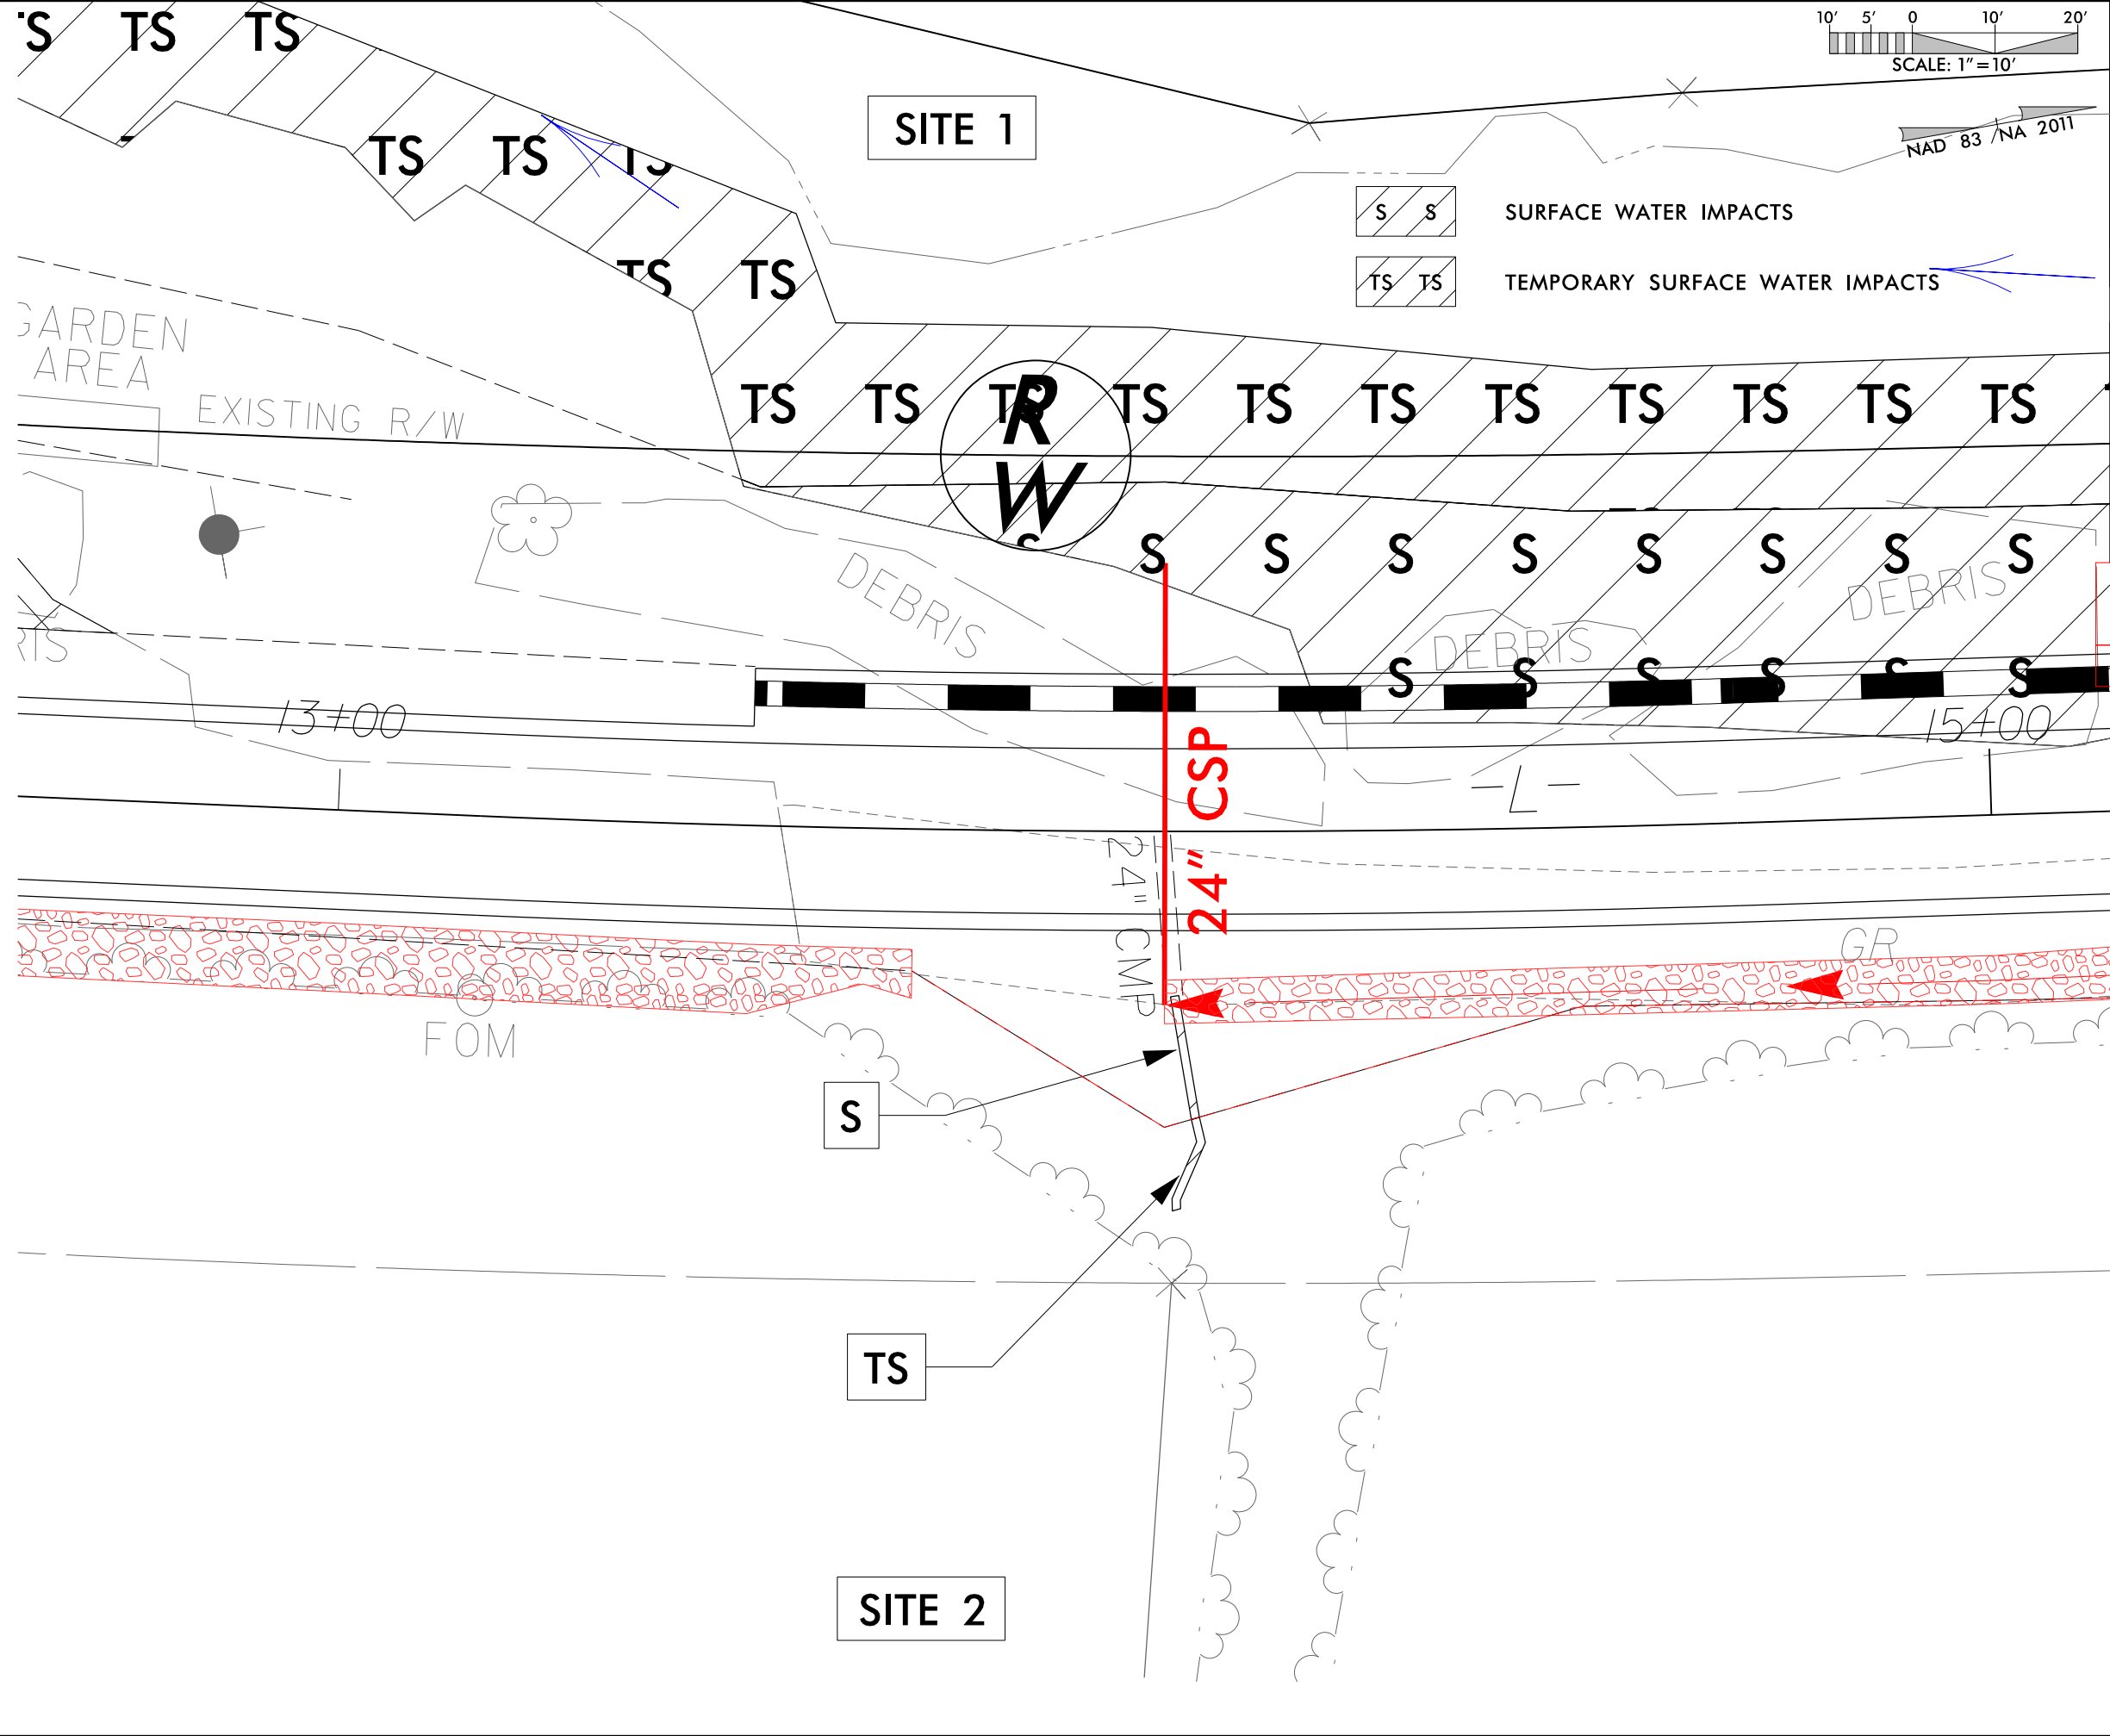 S TS TS
10' 5' 0 10' 20'
SCALE: 1"=10'
SITE 1
NAD 83 /NA 2011
TS TS TS
S S SURFACE WATER IMPACTS
TS TS
TS TS TEMPORARY SURFACE WATER IMPACTS
GARDEN
AREA
EXISTING R/W
TS TS TS TS TS TS TS TS TS TS TS
R
W
S S S S S S S S S
DEBRIS
DEBRIS
DEBRIS
S S S S S S
13+00
15+00
-L-
24" CSP
24" CMP
GR
FOM
S
TS
SITE 2